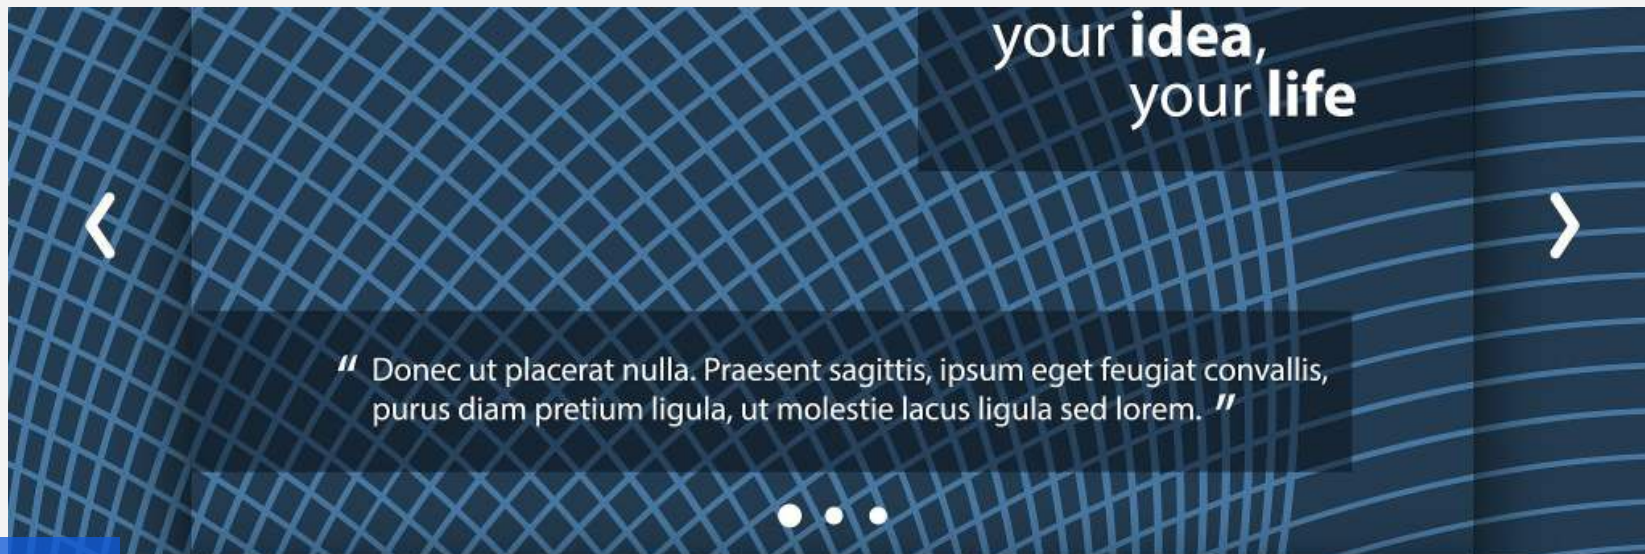 your idea,
your life
“ Donec ut placerat nulla. Praesent sagittis, ipsum eget feugiat convallis,
purus diam pretium ligula, ut molestie lacus ligula sed lorem. ”